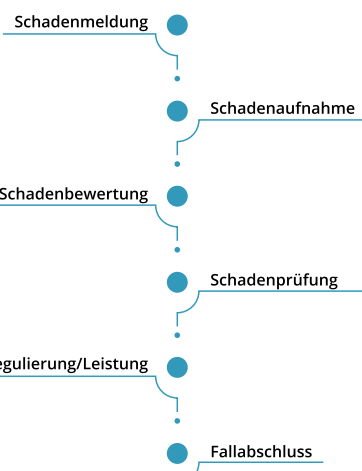 Schadenmeldung
Schadenaufnahme
Schadenbewertung
Schadenprüfung
egulierung/Leistung
Fallabschluss